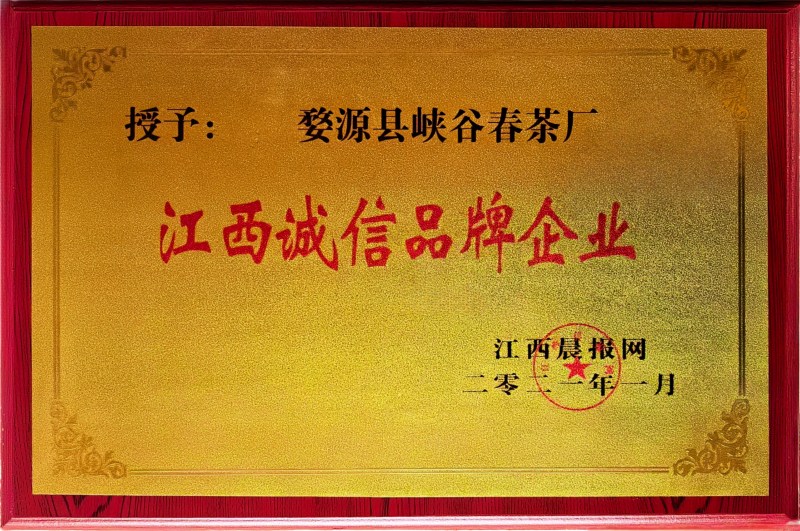 授予： 婺源县峡谷春茶厂
江西诚信品牌企业
江西晨报网
二零二一年一月